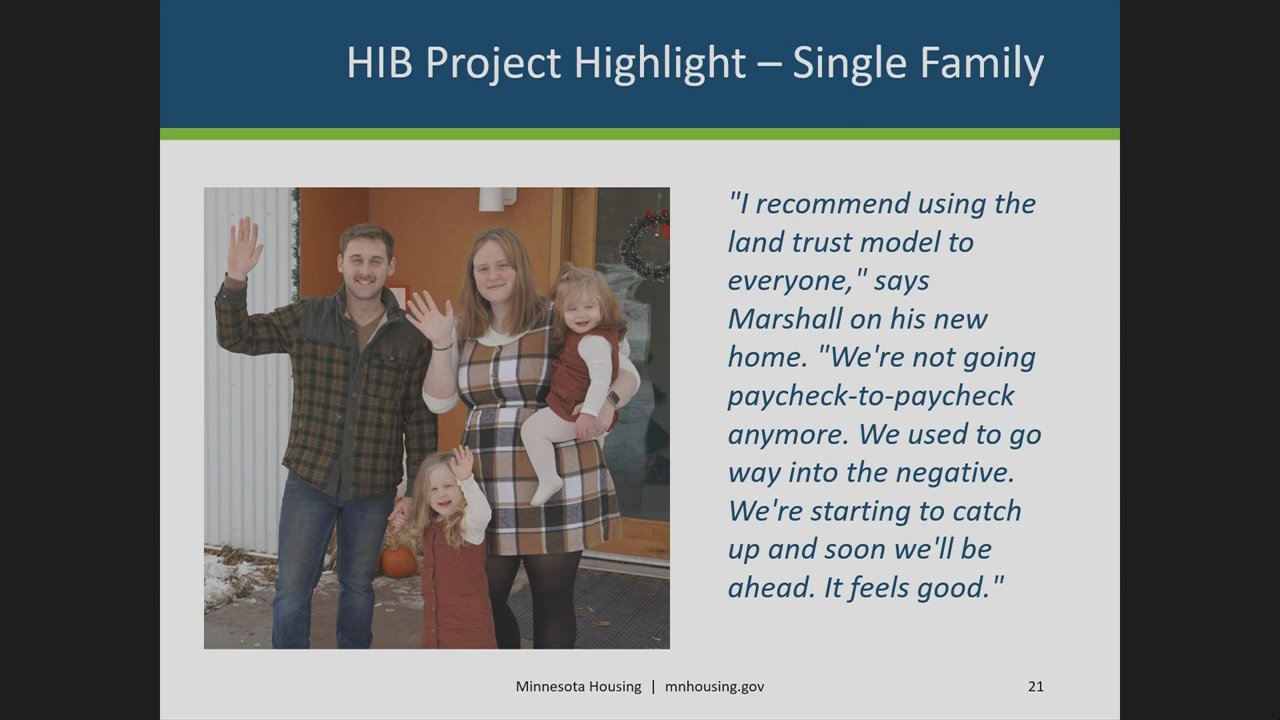 HIB Project Highlight – Single Family
"I recommend using the
land trust model to
everyone," says
Marshall on his new
home. "We're not going
paycheck-to-paycheck
anymore. We used to go
way into the negative.
We're starting to catch
up and soon we'll be
ahead. It feels good."
Minnesota Housing | mnhousing.gov
21